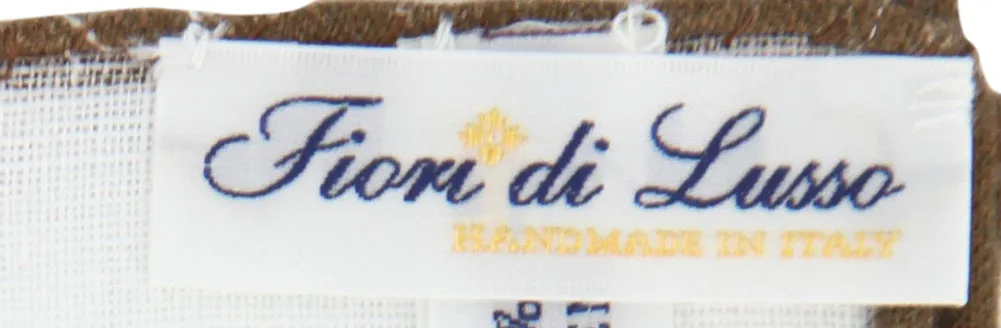 Fiori di Lusso
HANDMADE IN ITALY
%